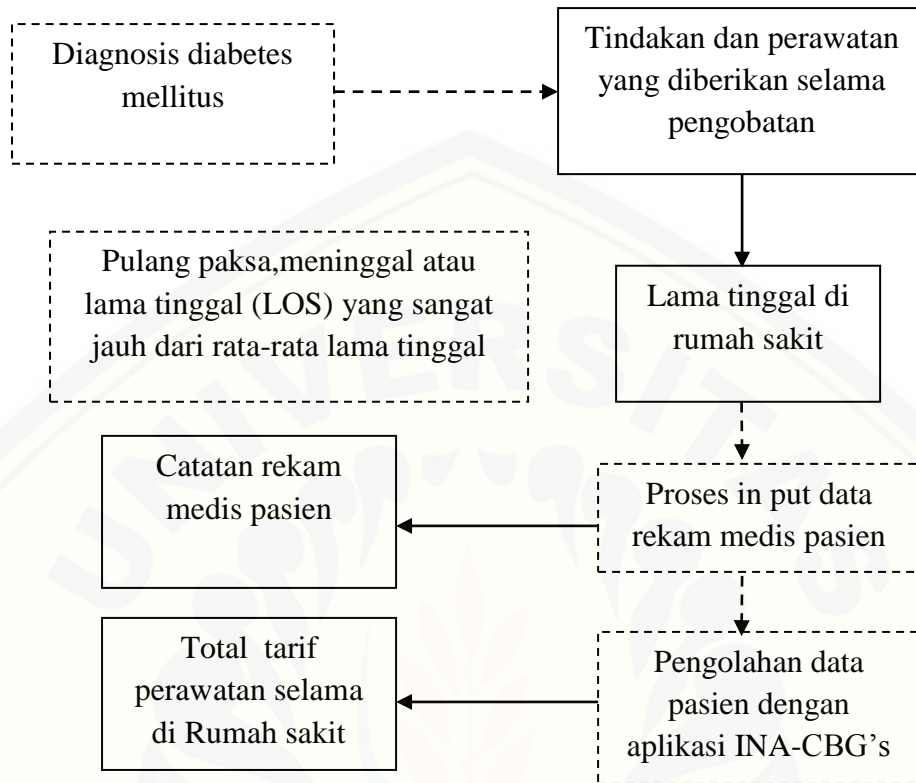 Diagnosis diabetes
mellitus
Tindakan dan perawatan
yang diberikan selama
pengobatan
Pulang paksa,meninggal atau
lama tinggal (LOS) yang sangat
jauh dari rata-rata lama tinggal
Lama tinggal di
rumah sakit
Catatan rekam
medis pasien
Proses in put data
rekam medis pasien
Total tarif
perawatan selama
di Rumah sakit
Pengolahan data
pasien dengan
aplikasi INA-CBG’s
UNIVERSITAS